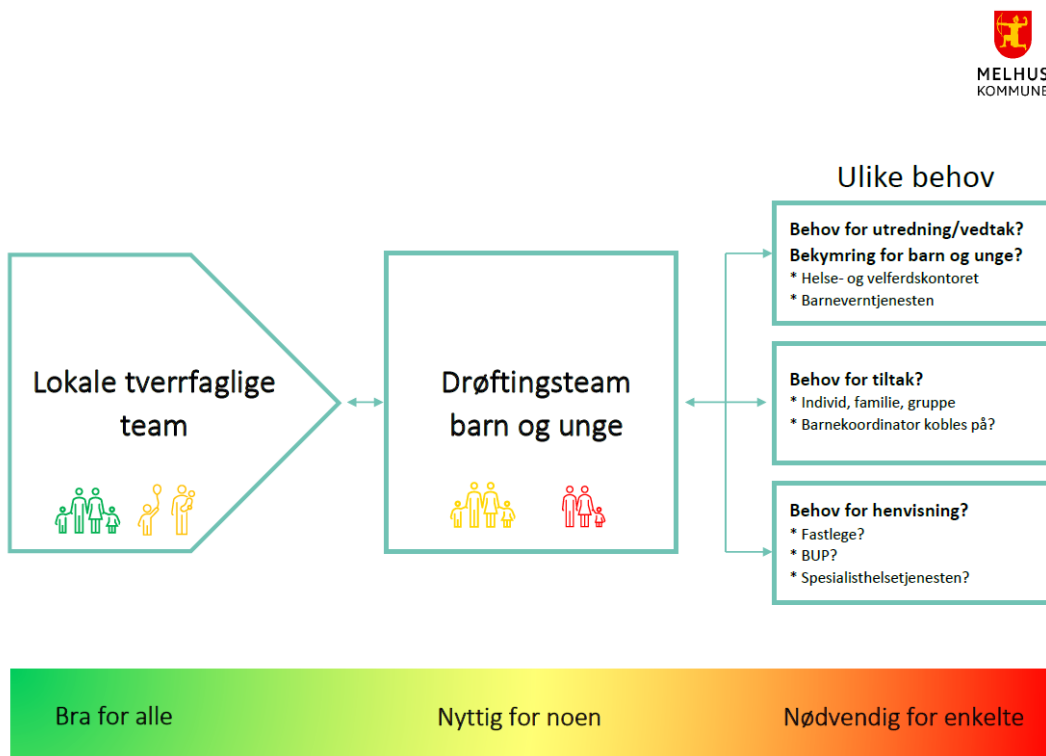 MELHUS
KOMMUNE
Ulike behov
Behov for utredning/vedtak?
Bekymring for barn og unge?
* Helse- og velferdskontoret
* Barneverntjenesten
Lokale tverrfaglige
team
Drøftingsteam
barn og unge
Behov for tiltak?
* Individ, familie, gruppe
* Barnekoordinator kobles på?
Behov for henvisning?
* Fastlege?
* BUP?
* Spesialisthelsetjenesten?
Bra for alle
Nyttig for noen
Nødvendig for enkelte